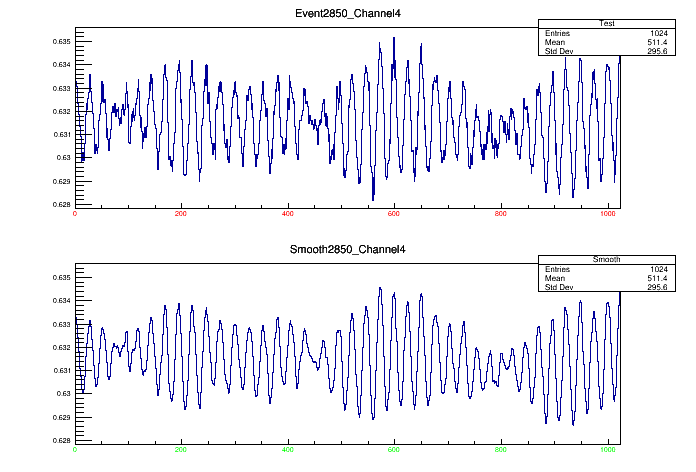 Event2850_Channel4
Test
Entries 1024
Mean 511.4
Std Dev 295.6
0.635
0.634
0.633
0.632
0.631
0.63
0.629
0.628
0 200 400 600 800 1000
Smooth2850_Channel4
Smooth
Entries 1024
Mean 511.4
Std Dev 295.6
0.635
0.634
0.633
0.632
0.631
0.63
0.629
0.628
0 200 400 600 800 1000